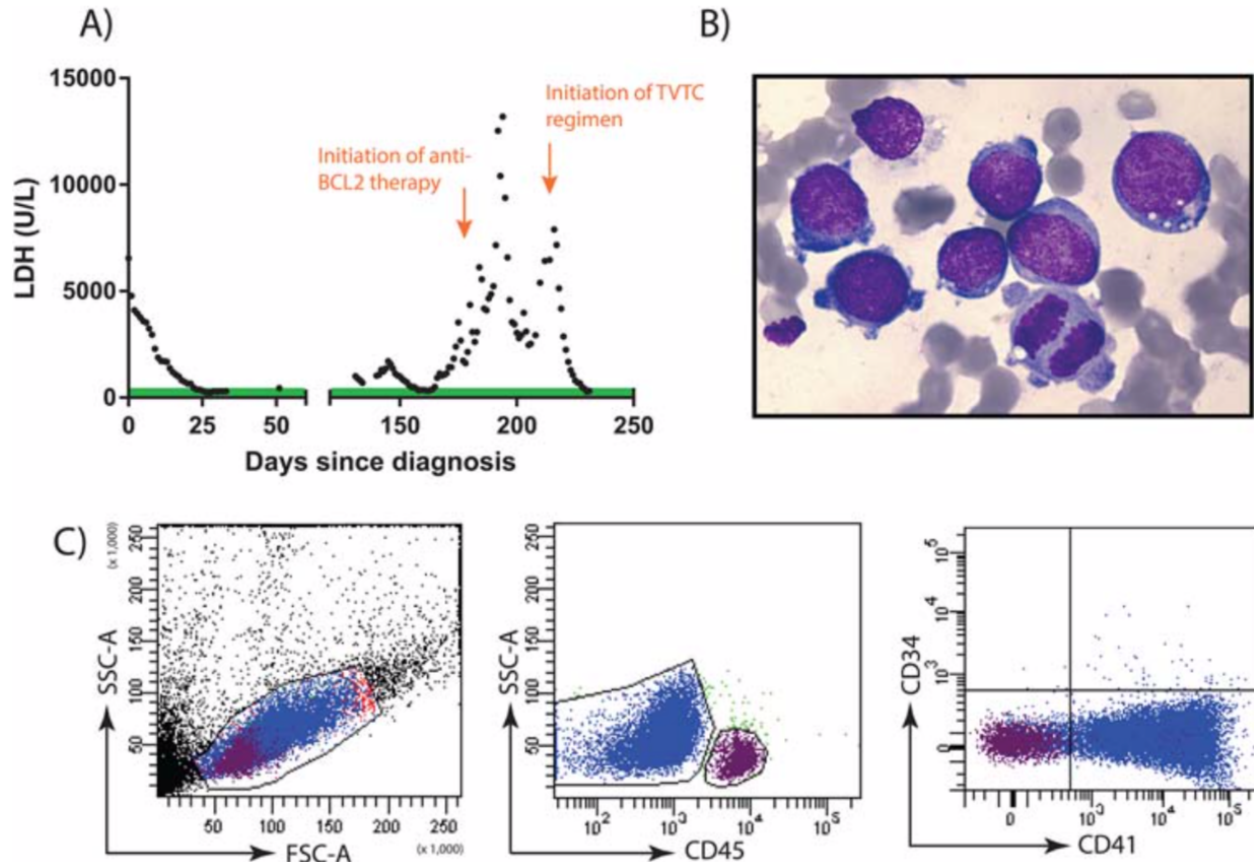 A)
B)
15000
10000
5000
0
LDH (U/L)
Initiation of anti-
BCL2 therapy
Initiation of TVTC
regimen
0 25 50 150 200 250
Days since diagnosis
C)
(x 1,000)
250
200
150
100
50
SSC-A
50 100 150 200 250
(x 1,000)
FSC-A
250
200
150
100
50
SSC-A
10² 10³ 10⁴ 10⁵
CD45
10⁵
10⁴
10³
0
CD34
0 10³ 10⁴ 10⁵
CD41